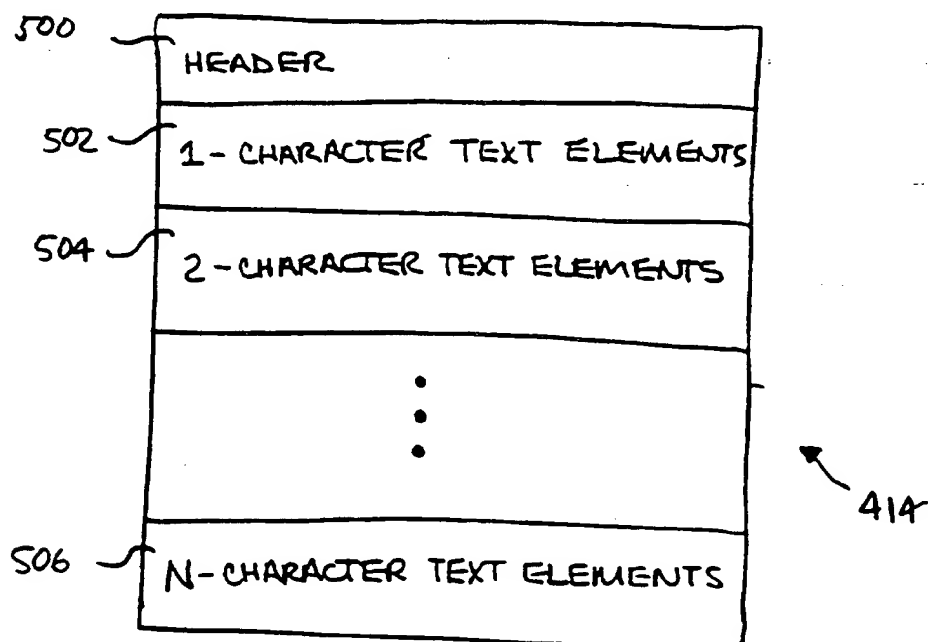 500
HEADER
502
1-CHARACTER TEXT ELEMENTS
504
2-CHARACTER TEXT ELEMENTS
414
506
N-CHARACTER TEXT ELEMENTS